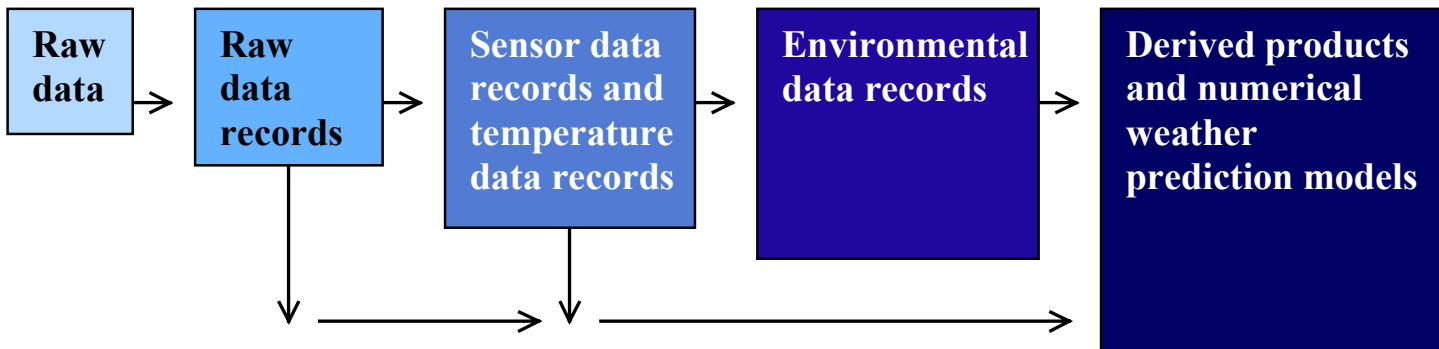 Raw
data
Raw
data
records
Sensor data
records and
temperature
data records
Environmental
data records
Derived products
and numerical
weather
prediction models